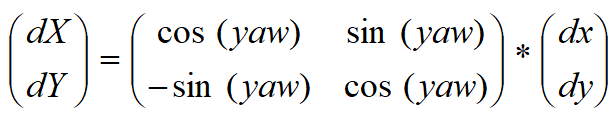 (dX) = (cos (yaw) sin (yaw)) * (dx)
(dY) (−sin (yaw) cos (yaw)) (dy)